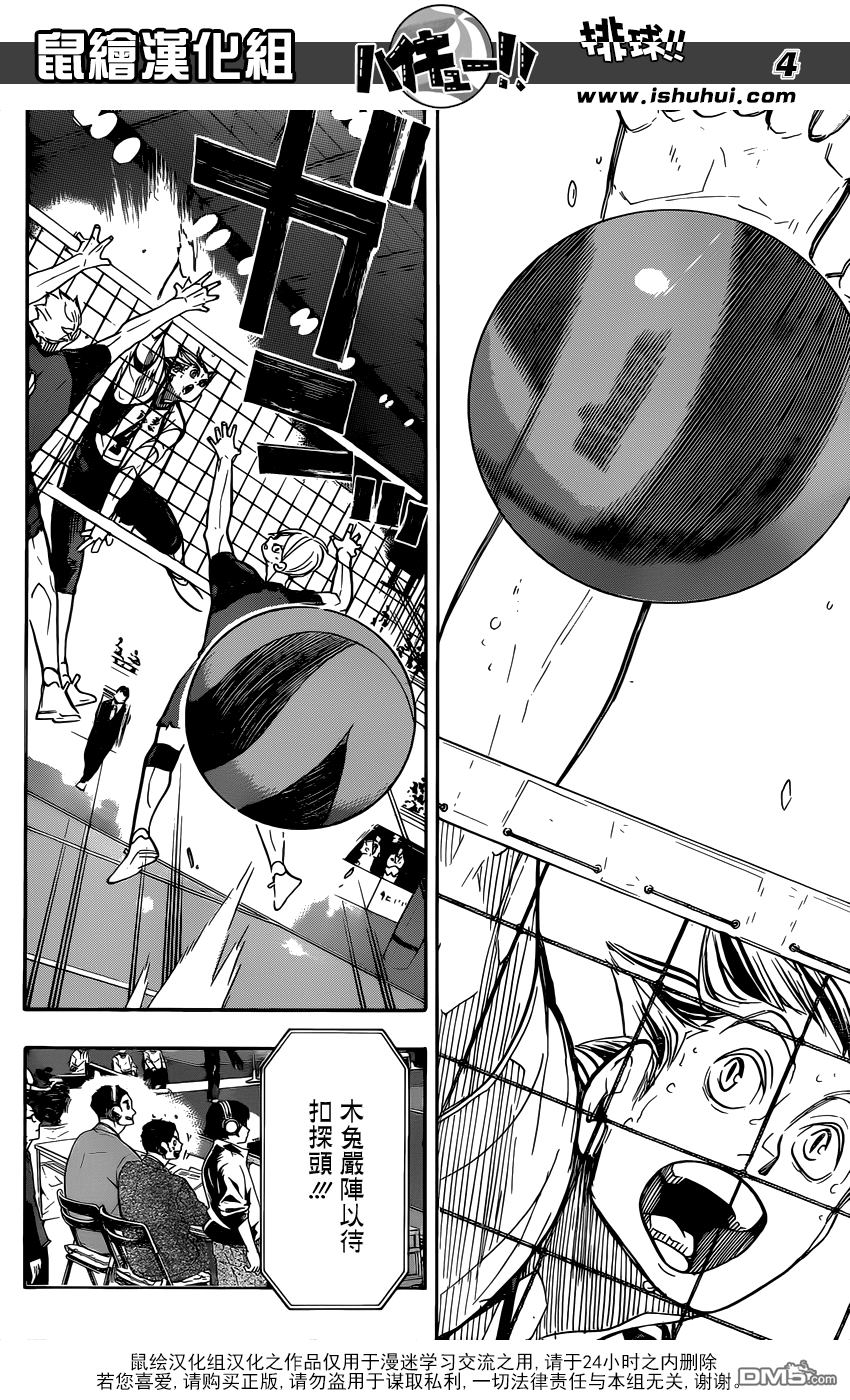 鼠繪漢化組
ハイキュー!!
排球!!
4
www.ishuhui.com
木兔嚴陣以待
扣探頭!!!
鼠绘汉化组汉化之作品仅用于漫迷学习交流之用,请于24小时之内删除
若您喜爱,请购买正版,请勿盗用于谋取私利,一切法律责任与本组无关,谢谢。
DM5.com